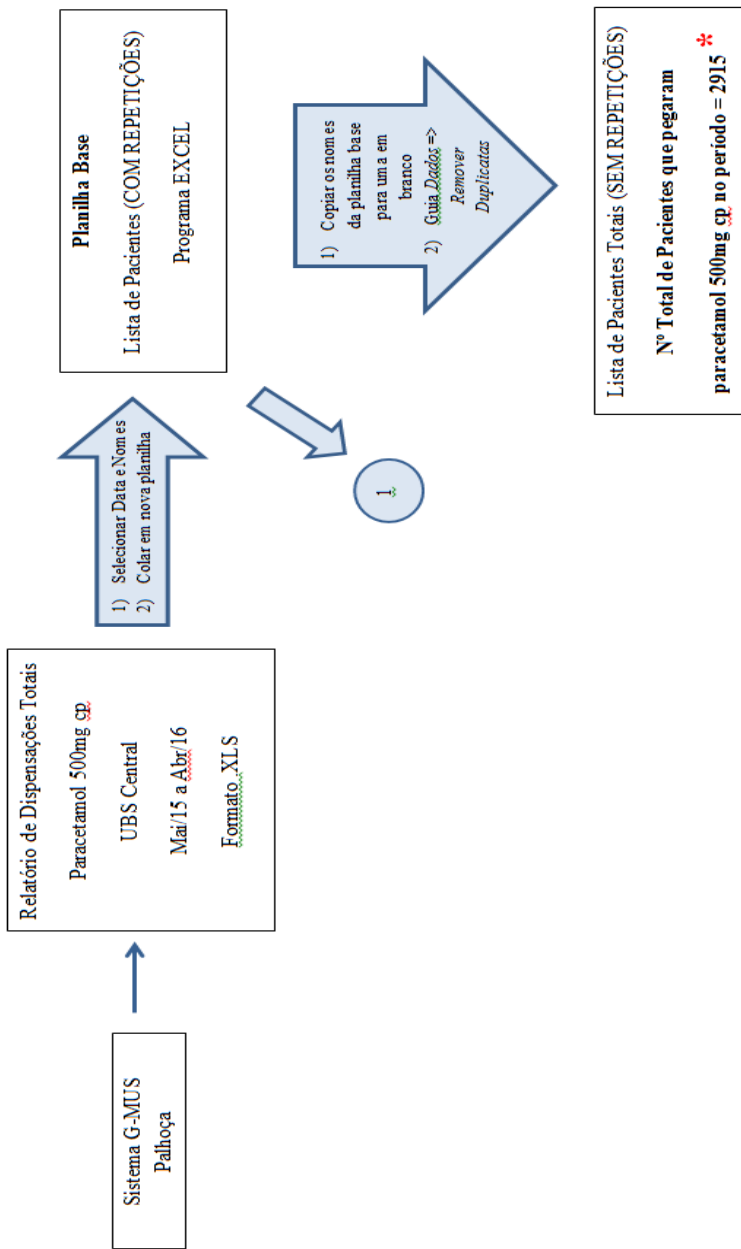 Sistema G-MUS
Palhoça
Relatório de Dispensações Totais
Paracetamol 500mg cp
UBS Central
Mai/15 a Abr/16
Formato .XLS
1) Selecionar Data e Nomes
2) Colar em nova planilha
Planilha Base
Lista de Pacientes (COM REPETIÇÕES)
Programa EXCEL
1
1) Copiar os nomes
da planilha base
para uma em
branco
2) Guia Dados =>
Remover
Duplicatas
Lista de Pacientes Totais (SEM REPETIÇÕES)
Nº Total de Pacientes que pegaram
paracetamol 500mg cp no período = 2915 *